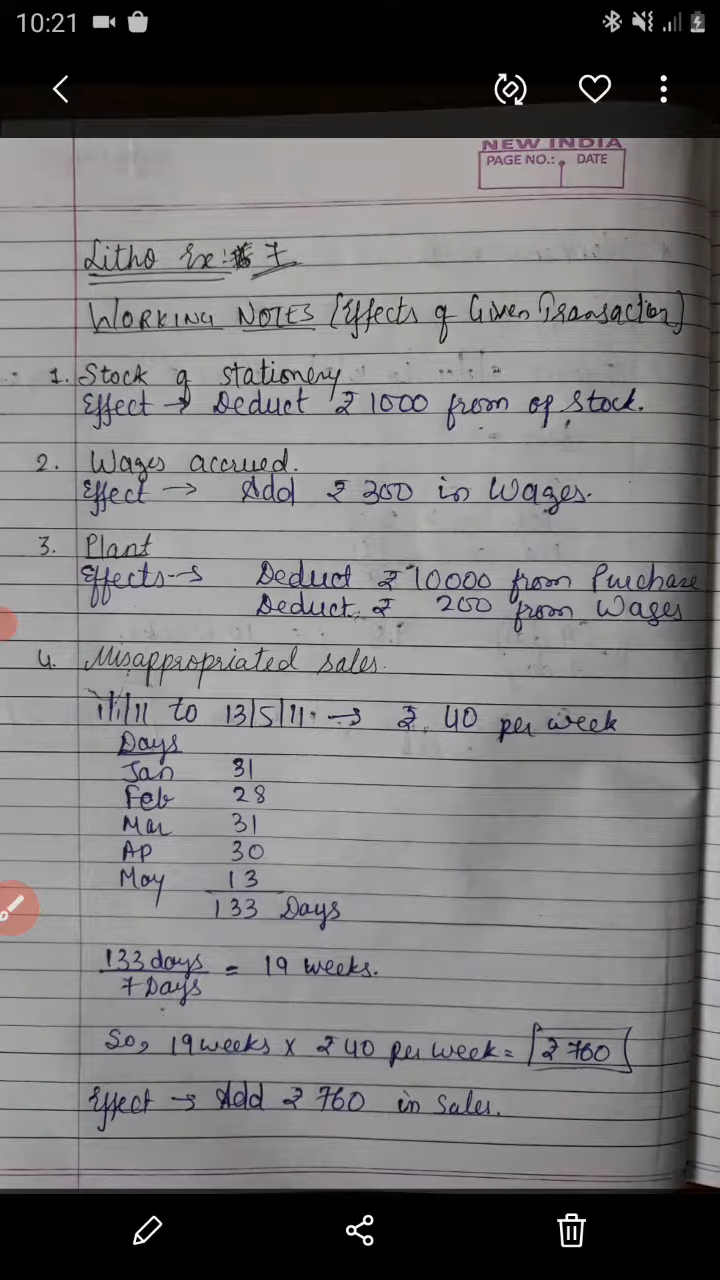 10:21
NEW INDIA
PAGE NO.: DATE
Litho Ex: 7
WORKING NOTES [Effects of Given Transaction]
1. Stock of stationery
Effect → Deduct ₹ 1000 from op stock.
2. Wages accrued.
Effect → Add ₹ 300 in Wages.
3. Plant
Effects → Deduct ₹ 10000 from Purchase
Deduct ₹ 200 from Wages
4. Misappropriated sales.
1/1/11 to 13/5/11 → ₹. 40 per week
Days
Jan 31
Feb 28
Mar 31
AP 30
May 13
133 Days
133 days
7 Days
= 19 weeks.
So, 19 weeks x ₹ 40 per week = ₹ 760
Effect → Add ₹ 760 in Sales.